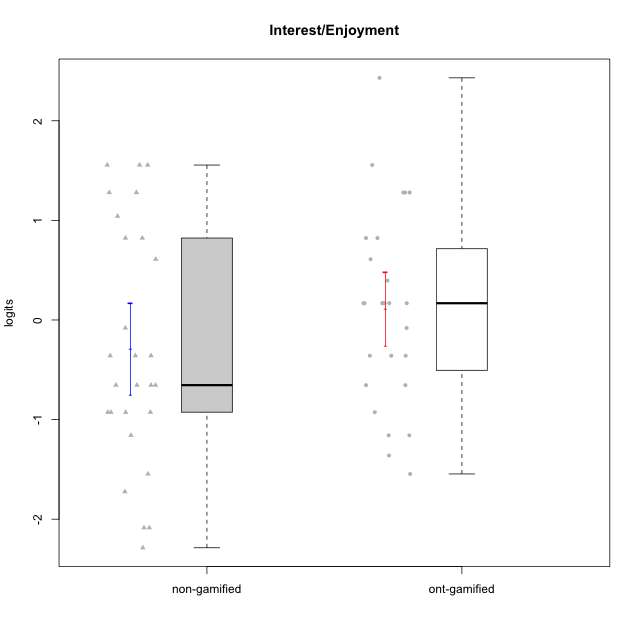 Interest/Enjoyment
logits
2
1
0
-1
-2
non-gamified
ont-gamified